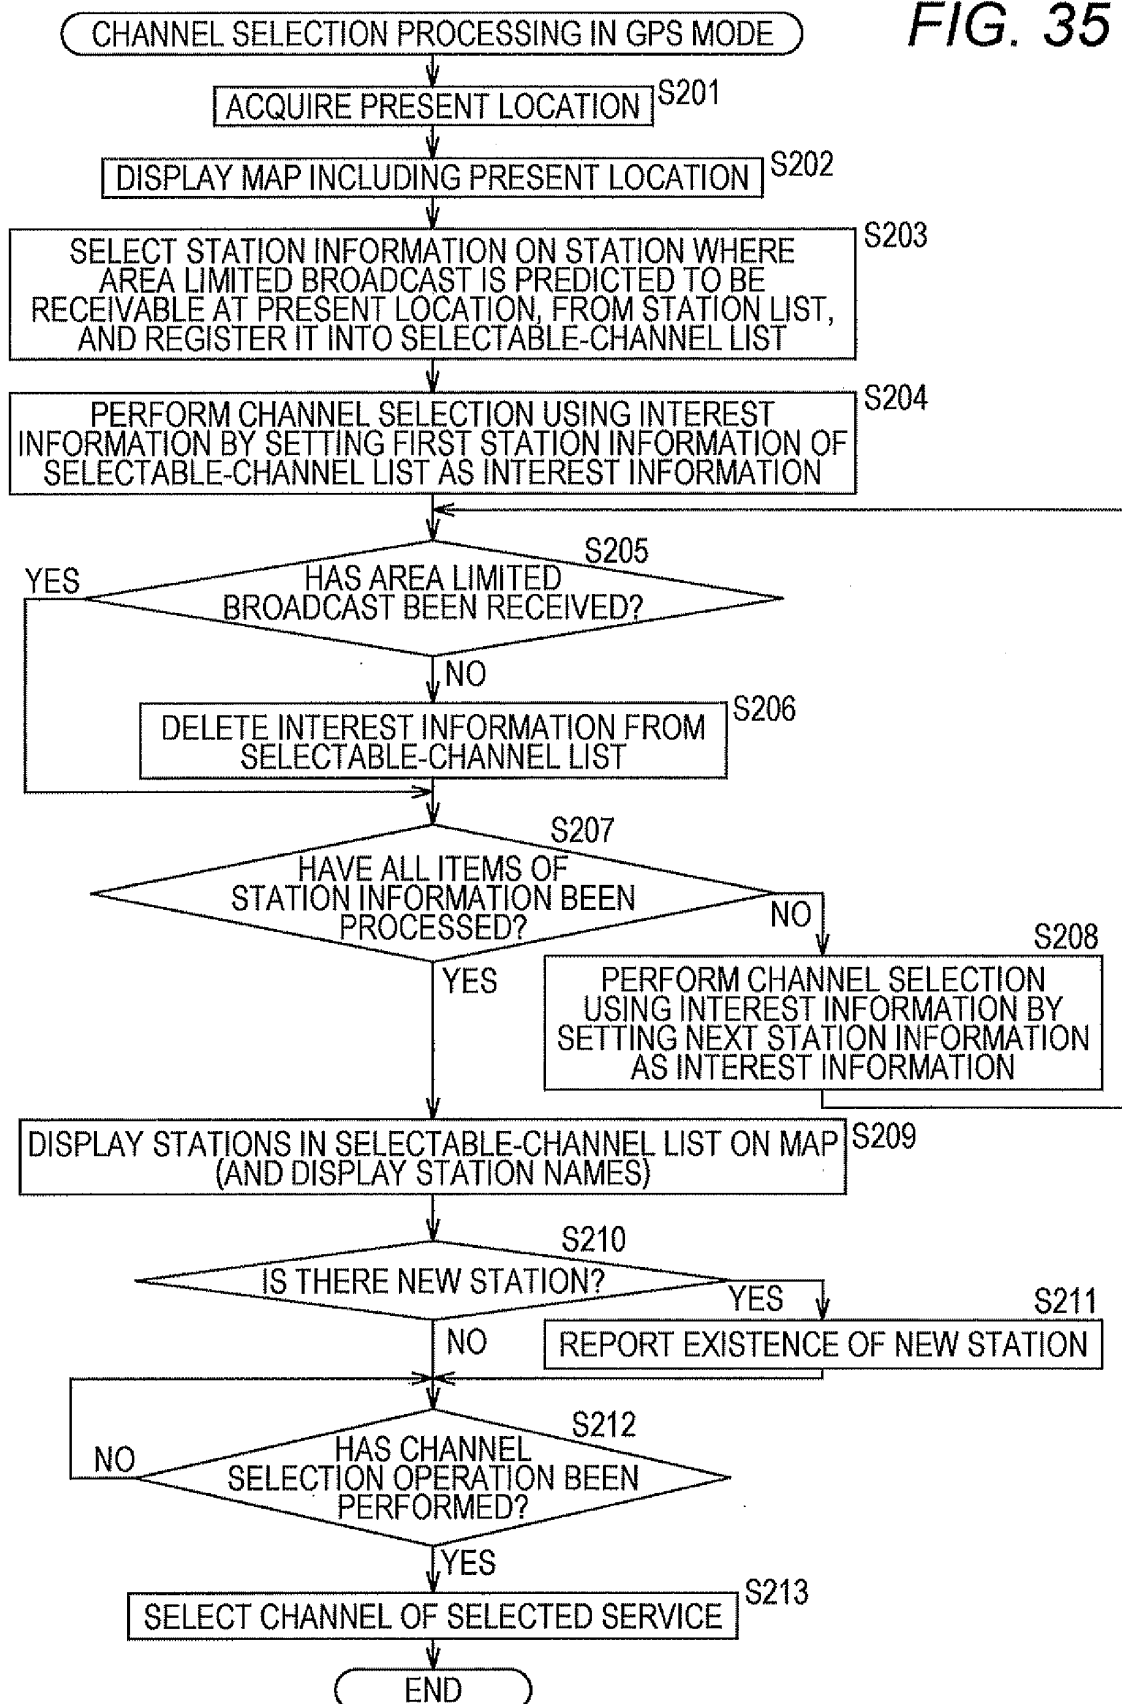 FIG. 35
CHANNEL SELECTION PROCESSING IN GPS MODE
S201
ACQUIRE PRESENT LOCATION
S202
DISPLAY MAP INCLUDING PRESENT LOCATION
S203
SELECT STATION INFORMATION ON STATION WHERE
AREA LIMITED BROADCAST IS PREDICTED TO BE
RECEIVABLE AT PRESENT LOCATION, FROM STATION LIST,
AND REGISTER IT INTO SELECTABLE-CHANNEL LIST
S204
PERFORM CHANNEL SELECTION USING INTEREST
INFORMATION BY SETTING FIRST STATION INFORMATION OF
SELECTABLE-CHANNEL LIST AS INTEREST INFORMATION
S205
YES
HAS AREA LIMITED
BROADCAST BEEN RECEIVED?
NO
S206
DELETE INTEREST INFORMATION FROM
SELECTABLE-CHANNEL LIST
S207
HAVE ALL ITEMS OF
STATION INFORMATION BEEN
PROCESSED?
NO
YES
S208
PERFORM CHANNEL SELECTION
USING INTEREST INFORMATION BY
SETTING NEXT STATION INFORMATION
AS INTEREST INFORMATION
S209
DISPLAY STATIONS IN SELECTABLE-CHANNEL LIST ON MAP
(AND DISPLAY STATION NAMES)
S210
IS THERE NEW STATION?
YES
NO
S211
REPORT EXISTENCE OF NEW STATION
S212
NO
HAS CHANNEL
SELECTION OPERATION BEEN
PERFORMED?
YES
S213
SELECT CHANNEL OF SELECTED SERVICE
END